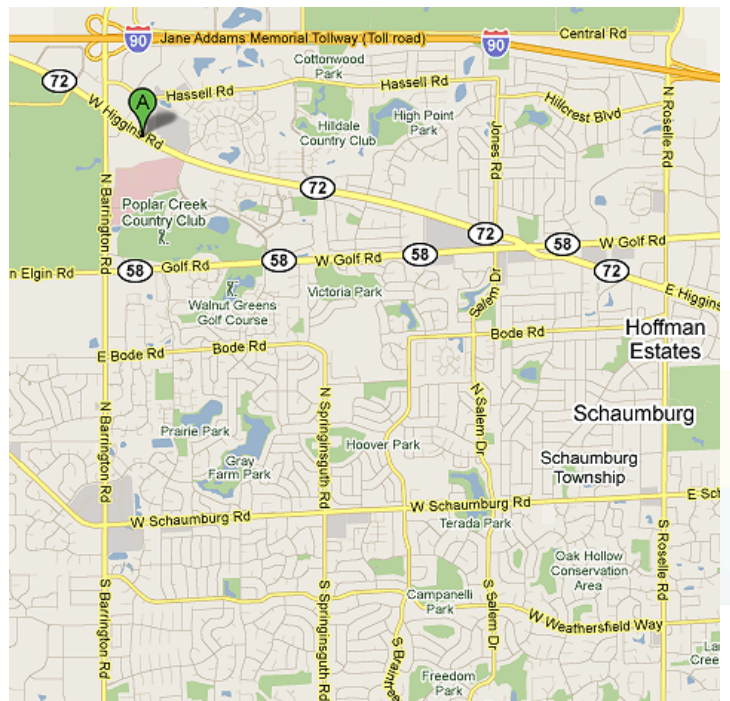 Central Rd
90
Jane Addams Memorial Tollway (Toll road)
90
Cottonwood
Park
72
Hassell Rd
Hassell Rd
A
W Higgins Rd
Hillcrest Blvd
N Roselle Rd
High Point
Park
Hilldale
Country Club
Jones Rd
72
N Barrington Rd
Poplar Creek
Country Club
72
58
W Golf Rd
58
W Golf Rd
58
Golf Rd
58
n Elgin Rd
72
E Higgins
Salem Dr
Victoria Park
Walnut Greens
Golf Course
Bode Rd
Hoffman
Estates
E Bode Rd
Bode Rd
N Salem Dr
N Springinsguth Rd
N Barrington Rd
Schaumburg
Prairie Park
Hoover Park
Gray
Farm Park
Schaumburg
Township
E Sch
W Schaumburg Rd
W Schaumburg Rd
Terada Park
S Roselle Rd
Oak Hollow
Conservation
Area
S Barrington Rd
S Springinsguth Rd
Campanelli
Park
S Salem Dr
W Weathersfield Way
S Braintree
La
Cree
Freedom
Park